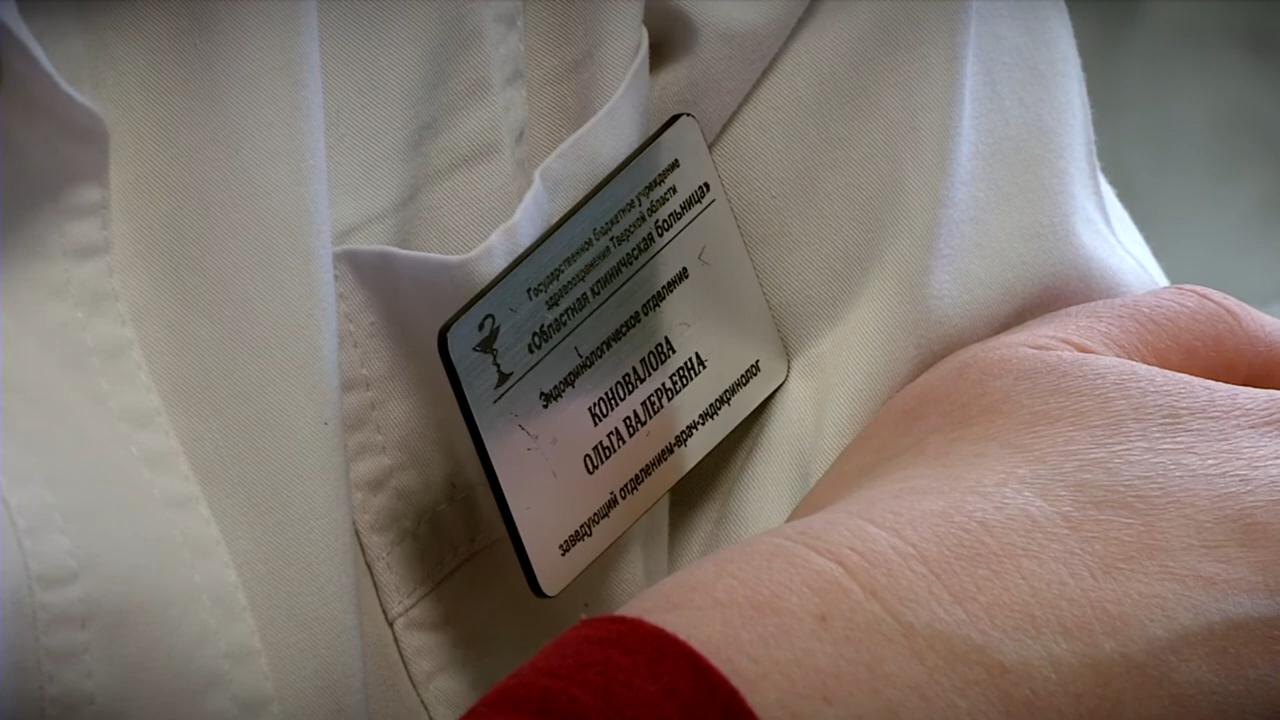 Государственное бюджетное учреждение
здравоохранения Тверской области
«Областная клиническая больница»
Эндокринологическое отделение
КОНОВАЛОВА
ОЛЬГА ВАЛЕРЬЕВНА
заведующий отделением-врач-эндокринолог